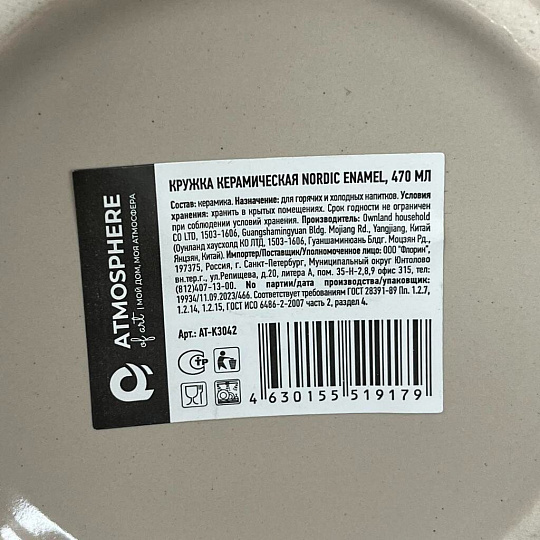 ATMOSPHERE
of art | МОЙ ДОМ, МОЯ АТМОСФЕРА
КРУЖКА КЕРАМИЧЕСКАЯ NORDIC ENAMEL, 470 МЛ
Состав: керамика. Назначение: для горячих и холодных напитков. Условия
хранения: хранить в крытых помещениях. Срок годности не ограничен
при соблюдении условий хранения. Производитель: Ownland household
CO LTD, 1503-1606, Guangshamingyuan Bldg. Mojiang Rd., Yangjiang, Китай
(Оунланд хаусхолд КО ЛТД, 1503-1606, Гуаншаминюань Блдг. Моцзян Рд.,
Янцзян, Китай). Импортер/Поставщик/Уполномоченное лицо: ООО "Флорин",
197375, Россия, г. Санкт-Петербург, Муниципальный округ Юнтолово
вн.тер.г., ул.Репищева, д.20, литера А, пом. 35-Н-2,8,9 офис 315, тел:
(812)407-13-00. № партии/дата производства/упаковщик:
19934/11.09.2023/466. Соответствует требованиям ГОСТ 28391-89 Пп. 1.2.7,
1.2.14, 1.2.15, ГОСТ ИСО 6486-2-2007 часть 2, раздел 4.
Арт.: AT-K3042
4 630155 519179